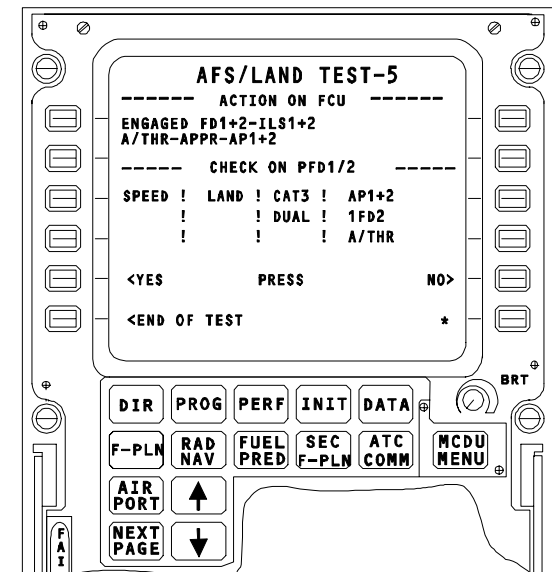 AFS/LAND TEST-5
------ ACTION ON FCU ------
ENGAGED FD1+2-ILS1+2
A/THR-APPR-AP1+2
----- CHECK ON PFD1/2 -----
SPEED ! LAND ! CAT3 ! AP1+2
! ! DUAL ! 1FD2
! ! ! A/THR
<YES PRESS NO>
<END OF TEST *
BRT
DIR PROG PERF INIT DATA
F-PLN RAD NAV FUEL PRED SEC F-PLN ATC COMM MCDU MENU
AIR PORT ↑
NEXT PAGE ↓
FAI